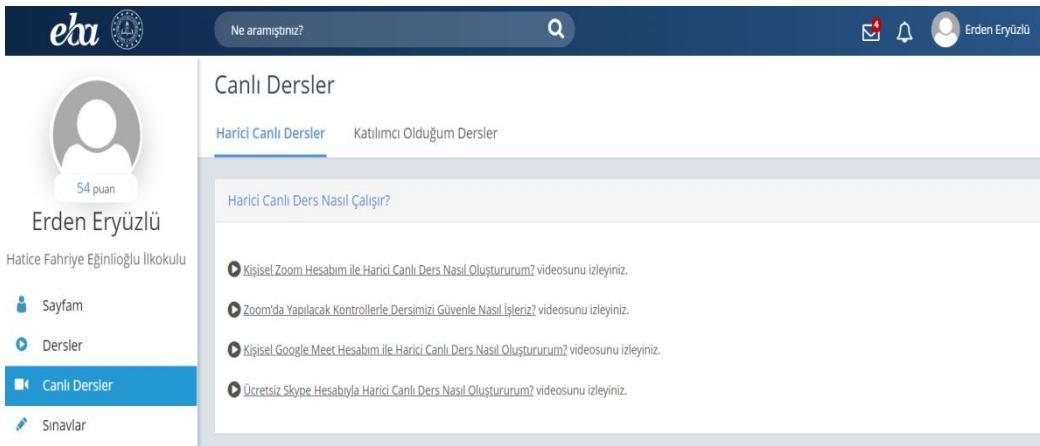 eba
Ne aramıştınız?
4
Erden Eryüzlü
54 puan
Erden Eryüzlü
Hatice Fahriye Eğinlioğlu İlkokulu
Sayfam
Dersler
Canlı Dersler
Sınavlar
Canlı Dersler
Harici Canlı Dersler Katılımcı Olduğum Dersler
Harici Canlı Ders Nasıl Çalışır?
Kişisel Zoom Hesabım ile Harici Canlı Ders Nasıl Oluştururum? videosunu izleyiniz.
Zoom'da Yapılacak Kontrollerle Dersimizi Güvenle Nasıl İşleriz? videosunu izleyiniz.
Kişisel Google Meet Hesabım ile Harici Canlı Ders Nasıl Oluştururum? videosunu izleyiniz.
Ücretsiz Skype Hesabıyla Harici Canlı Ders Nasıl Oluştururum? videosunu izleyiniz.